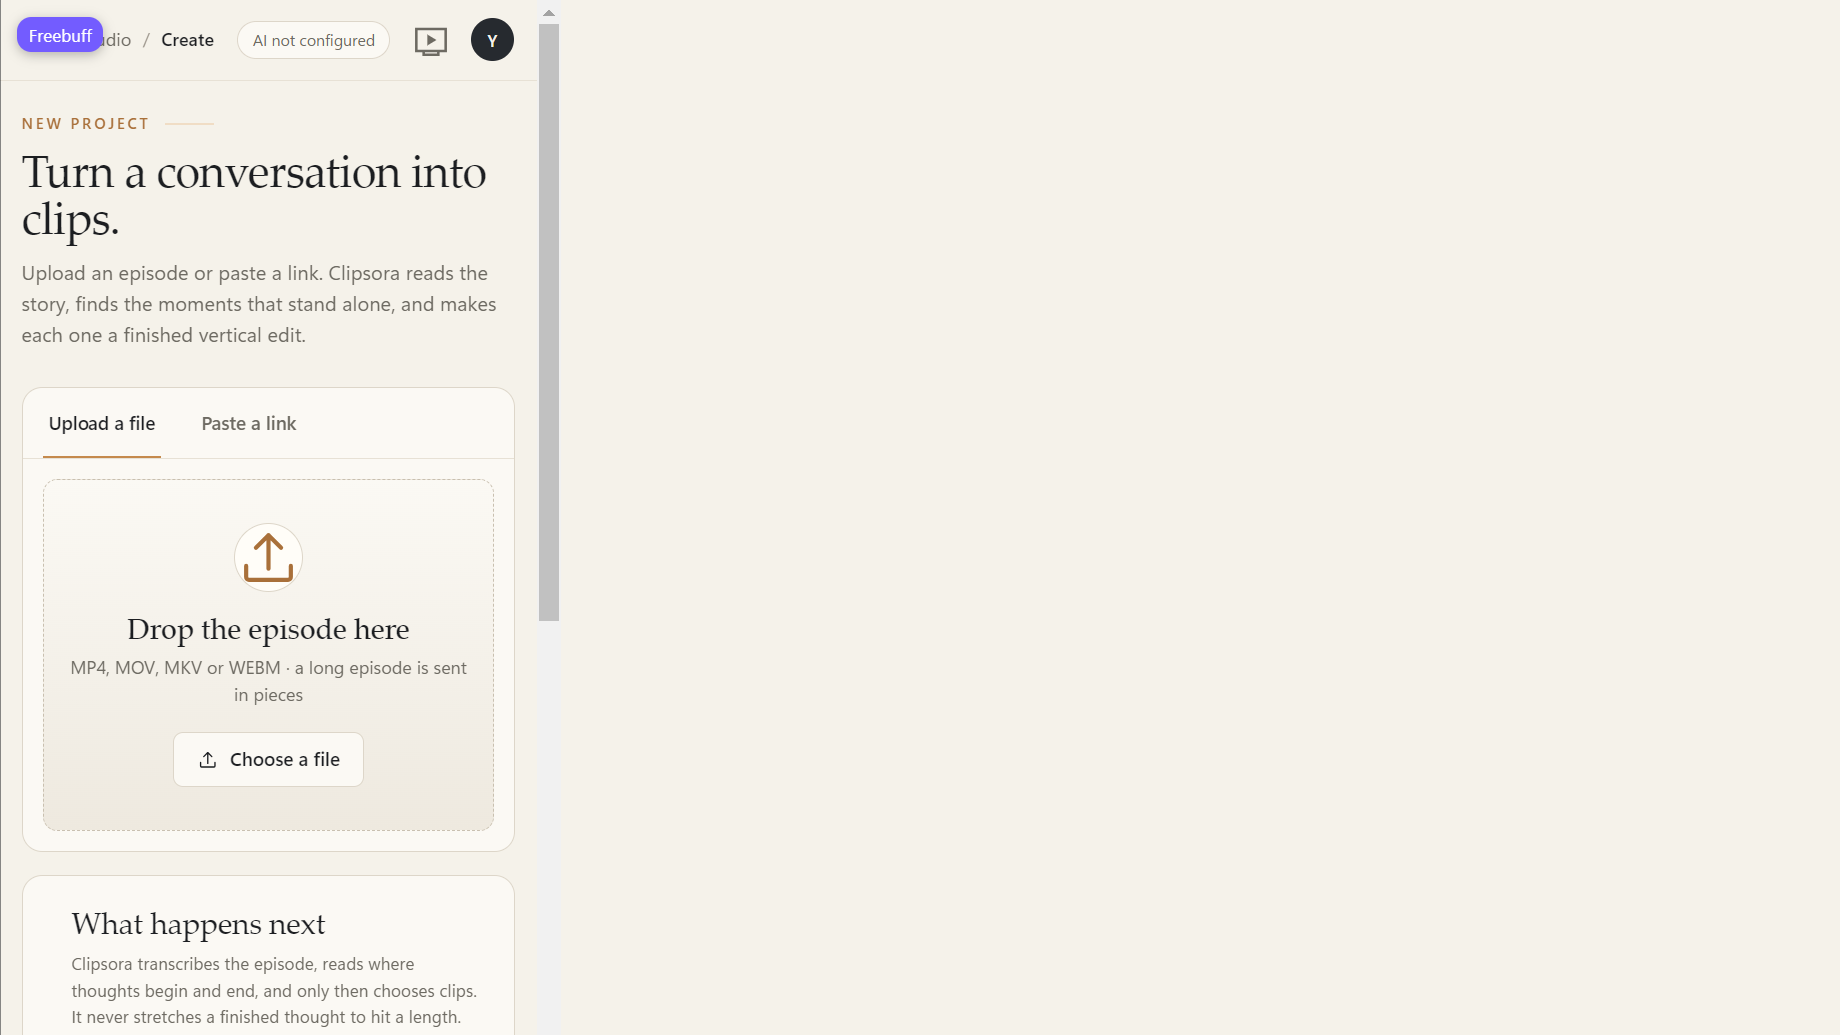 Freebuff
/ Create
AI not configured
Y
NEW PROJECT
Turn a conversation into
clips.
Upload an episode or paste a link. Clipsora reads the
story, finds the moments that stand alone, and makes
each one a finished vertical edit.
Upload a file
Paste a link
Drop the episode here
MP4, MOV, MKV or WEBM · a long episode is sent
in pieces
Choose a file
What happens next
Clipsora transcribes the episode, reads where
thoughts begin and end, and only then chooses clips.
It never stretches a finished thought to hit a length.